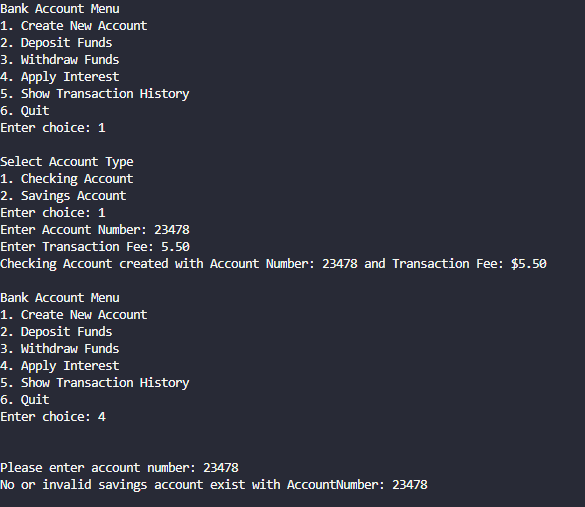 Bank Account Menu
1. Create New Account
2. Deposit Funds
3. Withdraw Funds
4. Apply Interest
5. Show Transaction History
6. Quit
Enter choice: 1
Select Account Type
1. Checking Account
2. Savings Account
Enter choice: 1
Enter Account Number: 23478
Enter Transaction Fee: 5.50
Checking Account created with Account Number: 23478 and Transaction Fee: $5.50
Bank Account Menu
1. Create New Account
2. Deposit Funds
3. Withdraw Funds
4. Apply Interest
5. Show Transaction History
6. Quit
Enter choice: 4
Please enter account number: 23478
No or invalid savings account exist with AccountNumber: 23478